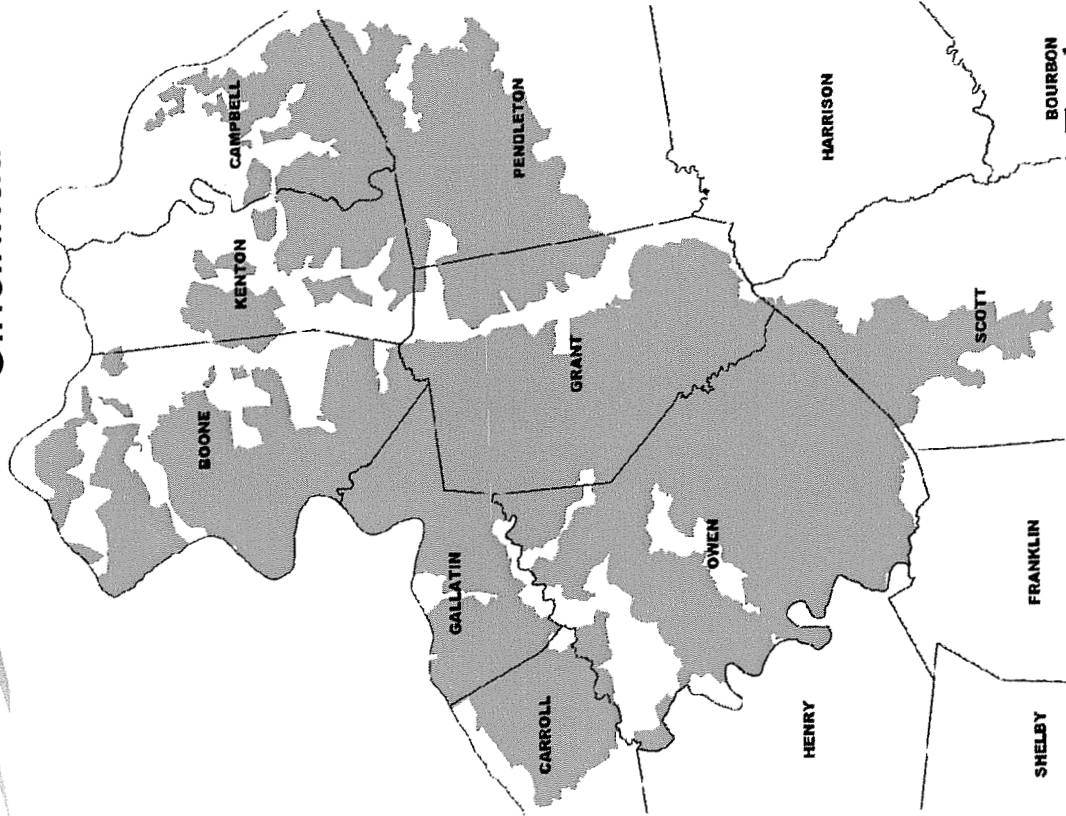 CAMPBELL
KENTON
BOONE
PENDLETON
GRANT
GALLATIN
CARROLL
OWEN
HARRISON
SCOTT
BOURBON
HENRY
FRANKLIN
SHELBY